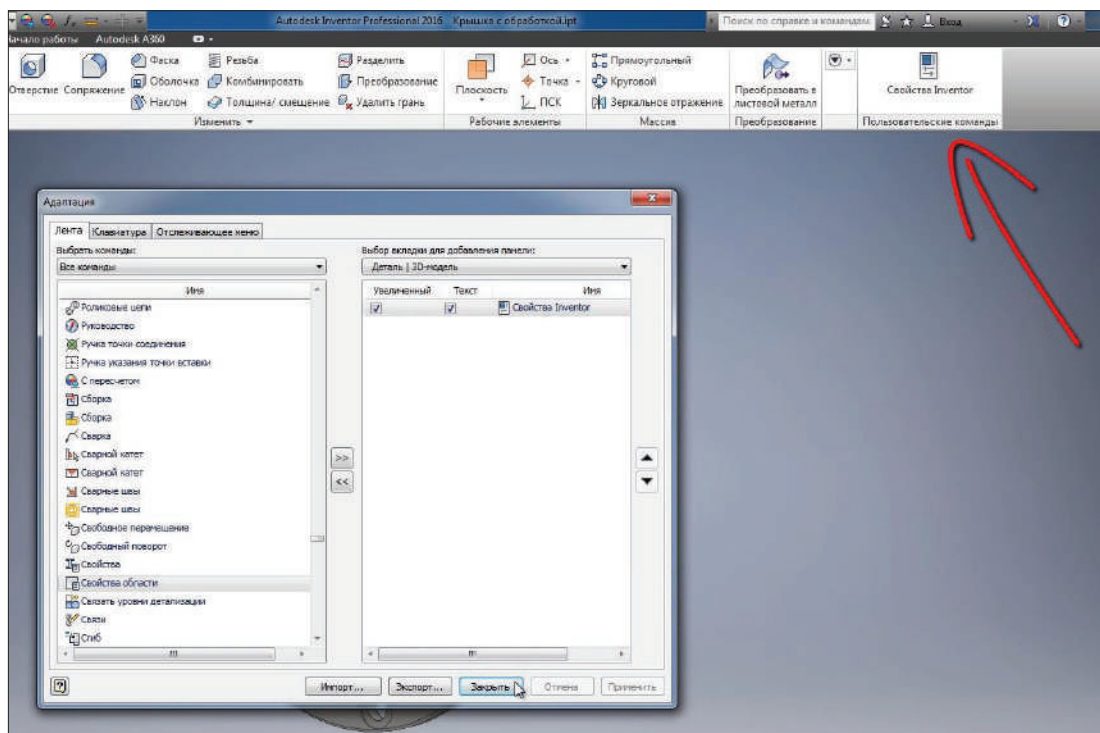 Autodesk Inventor Professional 2016 Крышка с обработкой.ipt
Поиск по справке и командам
Вход
Начало работы Autodesk A360
Отверстие
Сопряжение
Фаска
Оболочка
Наклон
Резьба
Комбинировать
Толщина/ смещение
Разделить
Преобразование
Удалить грань
Изменить
Плоскость
Ось
Точка
ПСК
Рабочие элементы
Прямоугольный
Круговой
Зеркальное отражение
Массив
Преобразовать в
листовой металл
Преобразование
Свойства Inventor
Пользовательские команды
Адаптация
Лента Клавиатура Отслеживающее меню
Выбрать команды:
Все команды
Имя
Роликовые цепи
Руководство
Ручка точки соединения
Ручка указания точки вставки
С пересчетом
Сборка
Сборка
Сварка
Сварной катет
Сварной катет
Сварные швы
Сварные швы
Свободное перемещение
Свободный поворот
Свойства
Свойства области
Связать уровни детализации
Связи
Сгиб
>>
<<
Выбор вкладки для добавления панели:
Деталь | 3D-модель
Увеличенный Текст Имя
Свойства Inventor
Импорт... Экспорт... Закрыть Отмена Применить